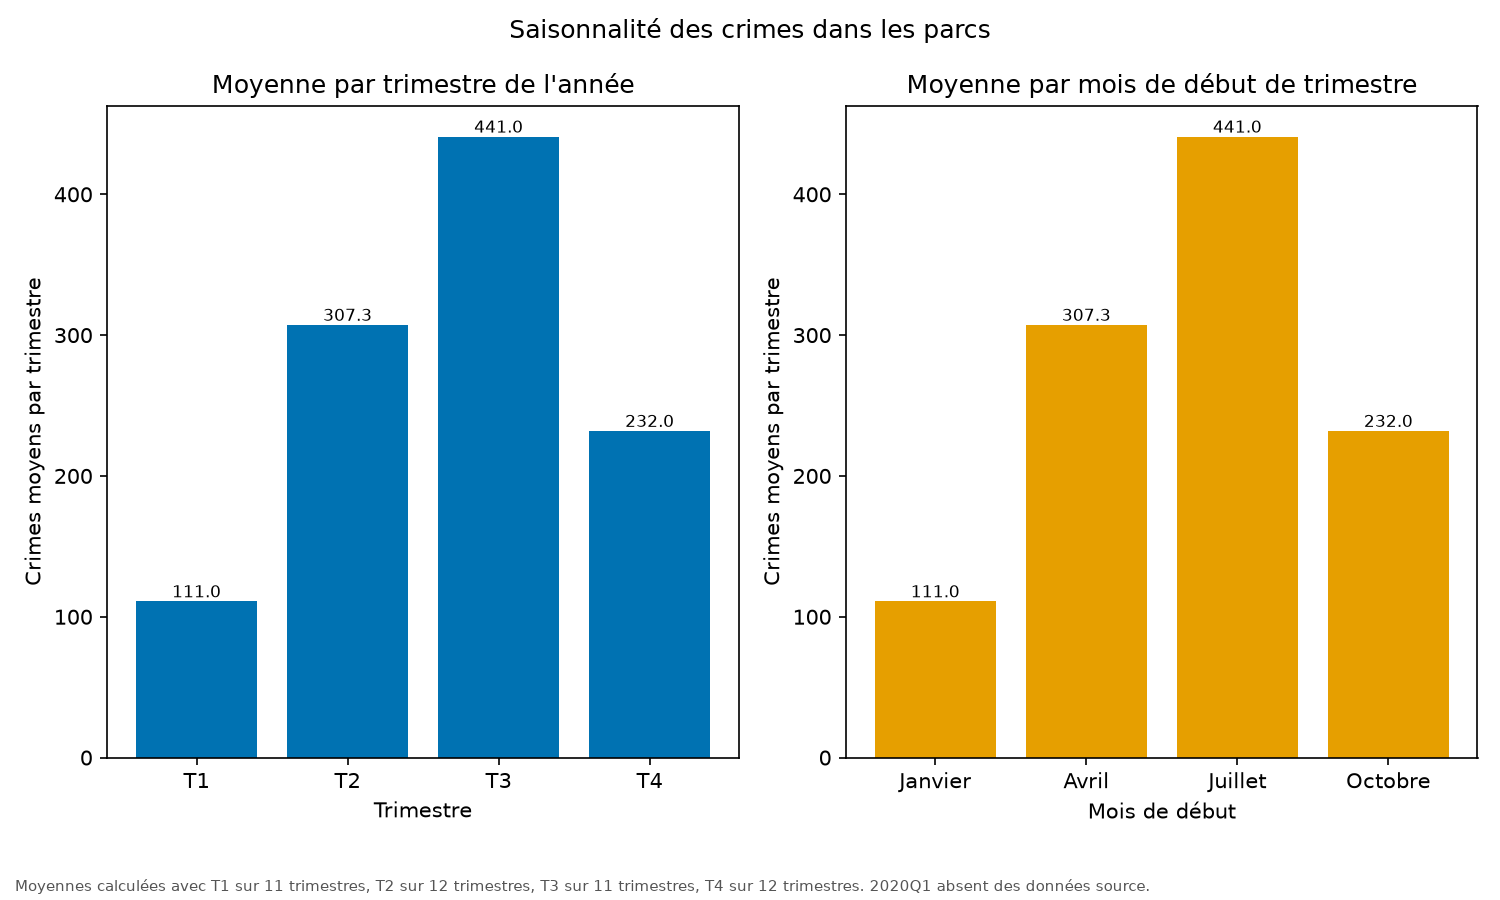 Saisonnalité des crimes dans les parcs
Moyenne par trimestre de l'année
Crimes moyens par trimestre
400
300
200
100
0
111.0
307.3
441.0
232.0
T1
T2
T3
T4
Trimestre
Moyenne par mois de début de trimestre
Crimes moyens par trimestre
400
300
200
100
0
111.0
307.3
441.0
232.0
Janvier
Avril
Juillet
Octobre
Mois de début
Moyennes calculées avec T1 sur 11 trimestres, T2 sur 12 trimestres, T3 sur 11 trimestres, T4 sur 12 trimestres. 2020Q1 absent des données source.